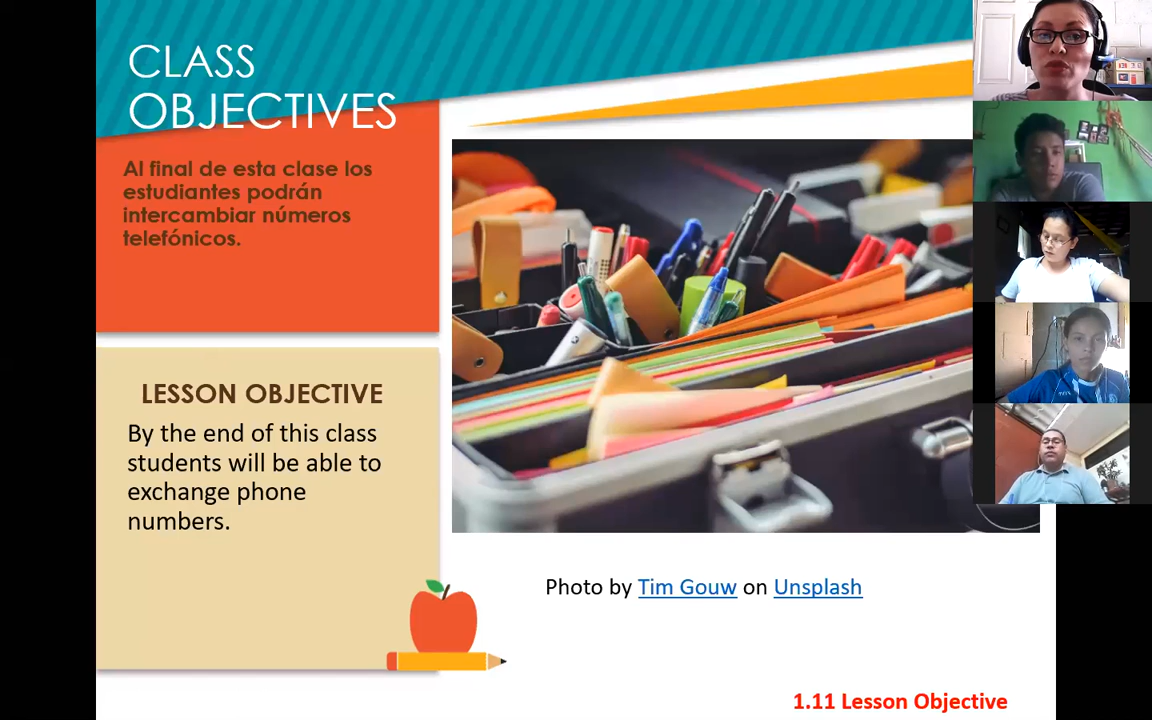 CLASS
OBJECTIVES
Al final de esta clase los
estudiantes podrán
intercambiar números
telefónicos.
LESSON OBJECTIVE
By the end of this class
students will be able to
exchange phone
numbers.
Photo by Tim Gouw on Unsplash
1.11 Lesson Objective